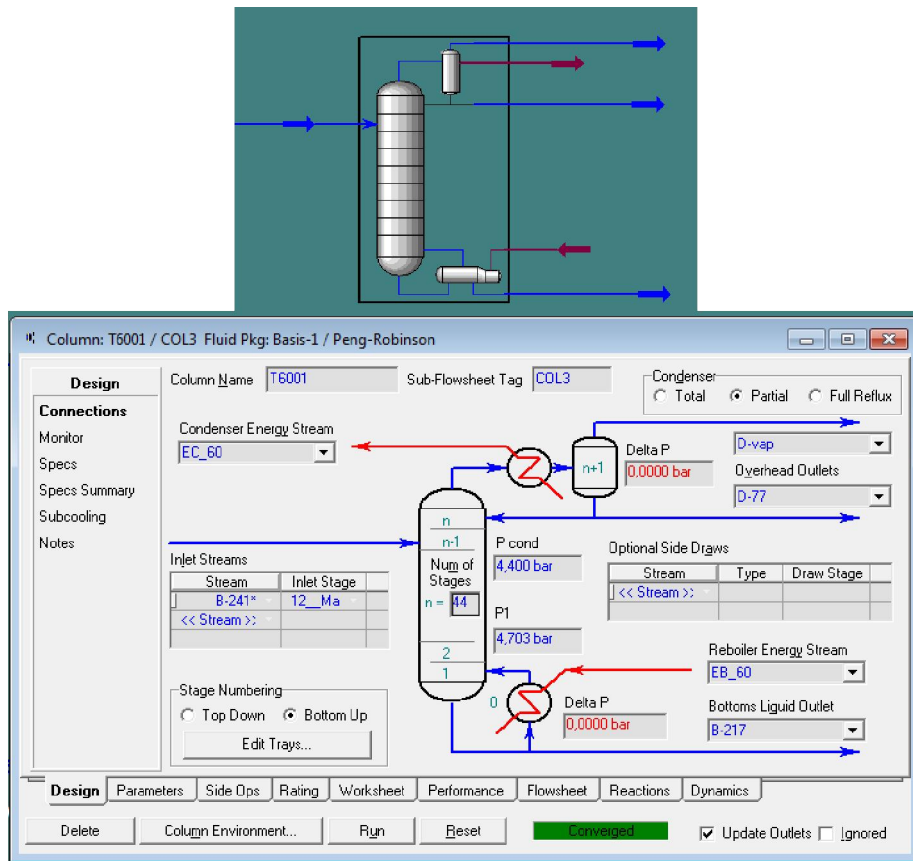 Column: T6001 / COL3 Fluid Pkg: Basis-1 / Peng-Robinson
Design
Connections
Monitor
Specs
Specs Summary
Subcooling
Notes
Column Name T6001 Sub-Flowsheet Tag COL3
Condenser
Total Partial Full Reflux
Condenser Energy Stream
EC_60
n+1
Delta P
0,0000 bar
D-vap
Overhead Outlets
D-77
Inlet Streams
Stream Inlet Stage
B-241* 12__Ma
<< Stream >>
n
n-1
Num of
Stages
n = 44
2
1
P cond
4,400 bar
P1
4,703 bar
Optional Side Draws
Stream Type Draw Stage
<< Stream >>
Stage Numbering
Top Down Bottom Up
Edit Trays...
0
Delta P
0,0000 bar
Reboiler Energy Stream
EB_60
Bottoms Liquid Outlet
B-217
Design Parameters Side Ops Rating Worksheet Performance Flowsheet Reactions Dynamics
Delete Column Environment... Run Reset Converged Update Outlets Ignored